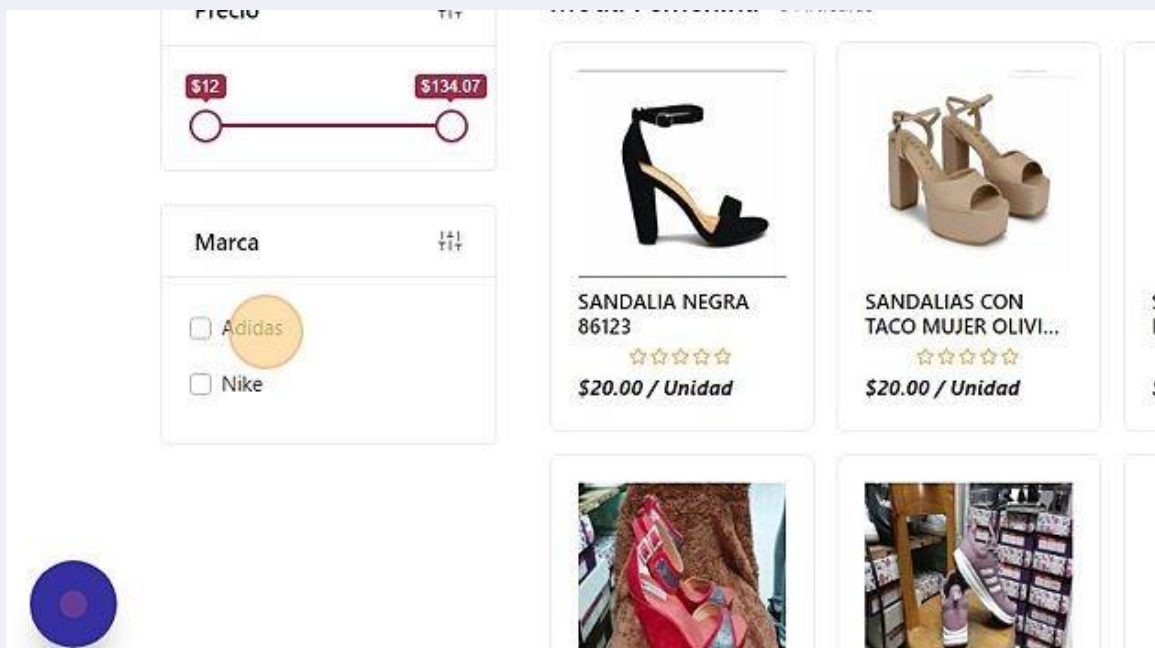 Precio
$12
$134.07
Marca
Adidas
Nike
SANDALIA NEGRA
86123
$20.00 / Unidad
SANDALIAS CON
TACO MUJER OLIVI...
$20.00 / Unidad